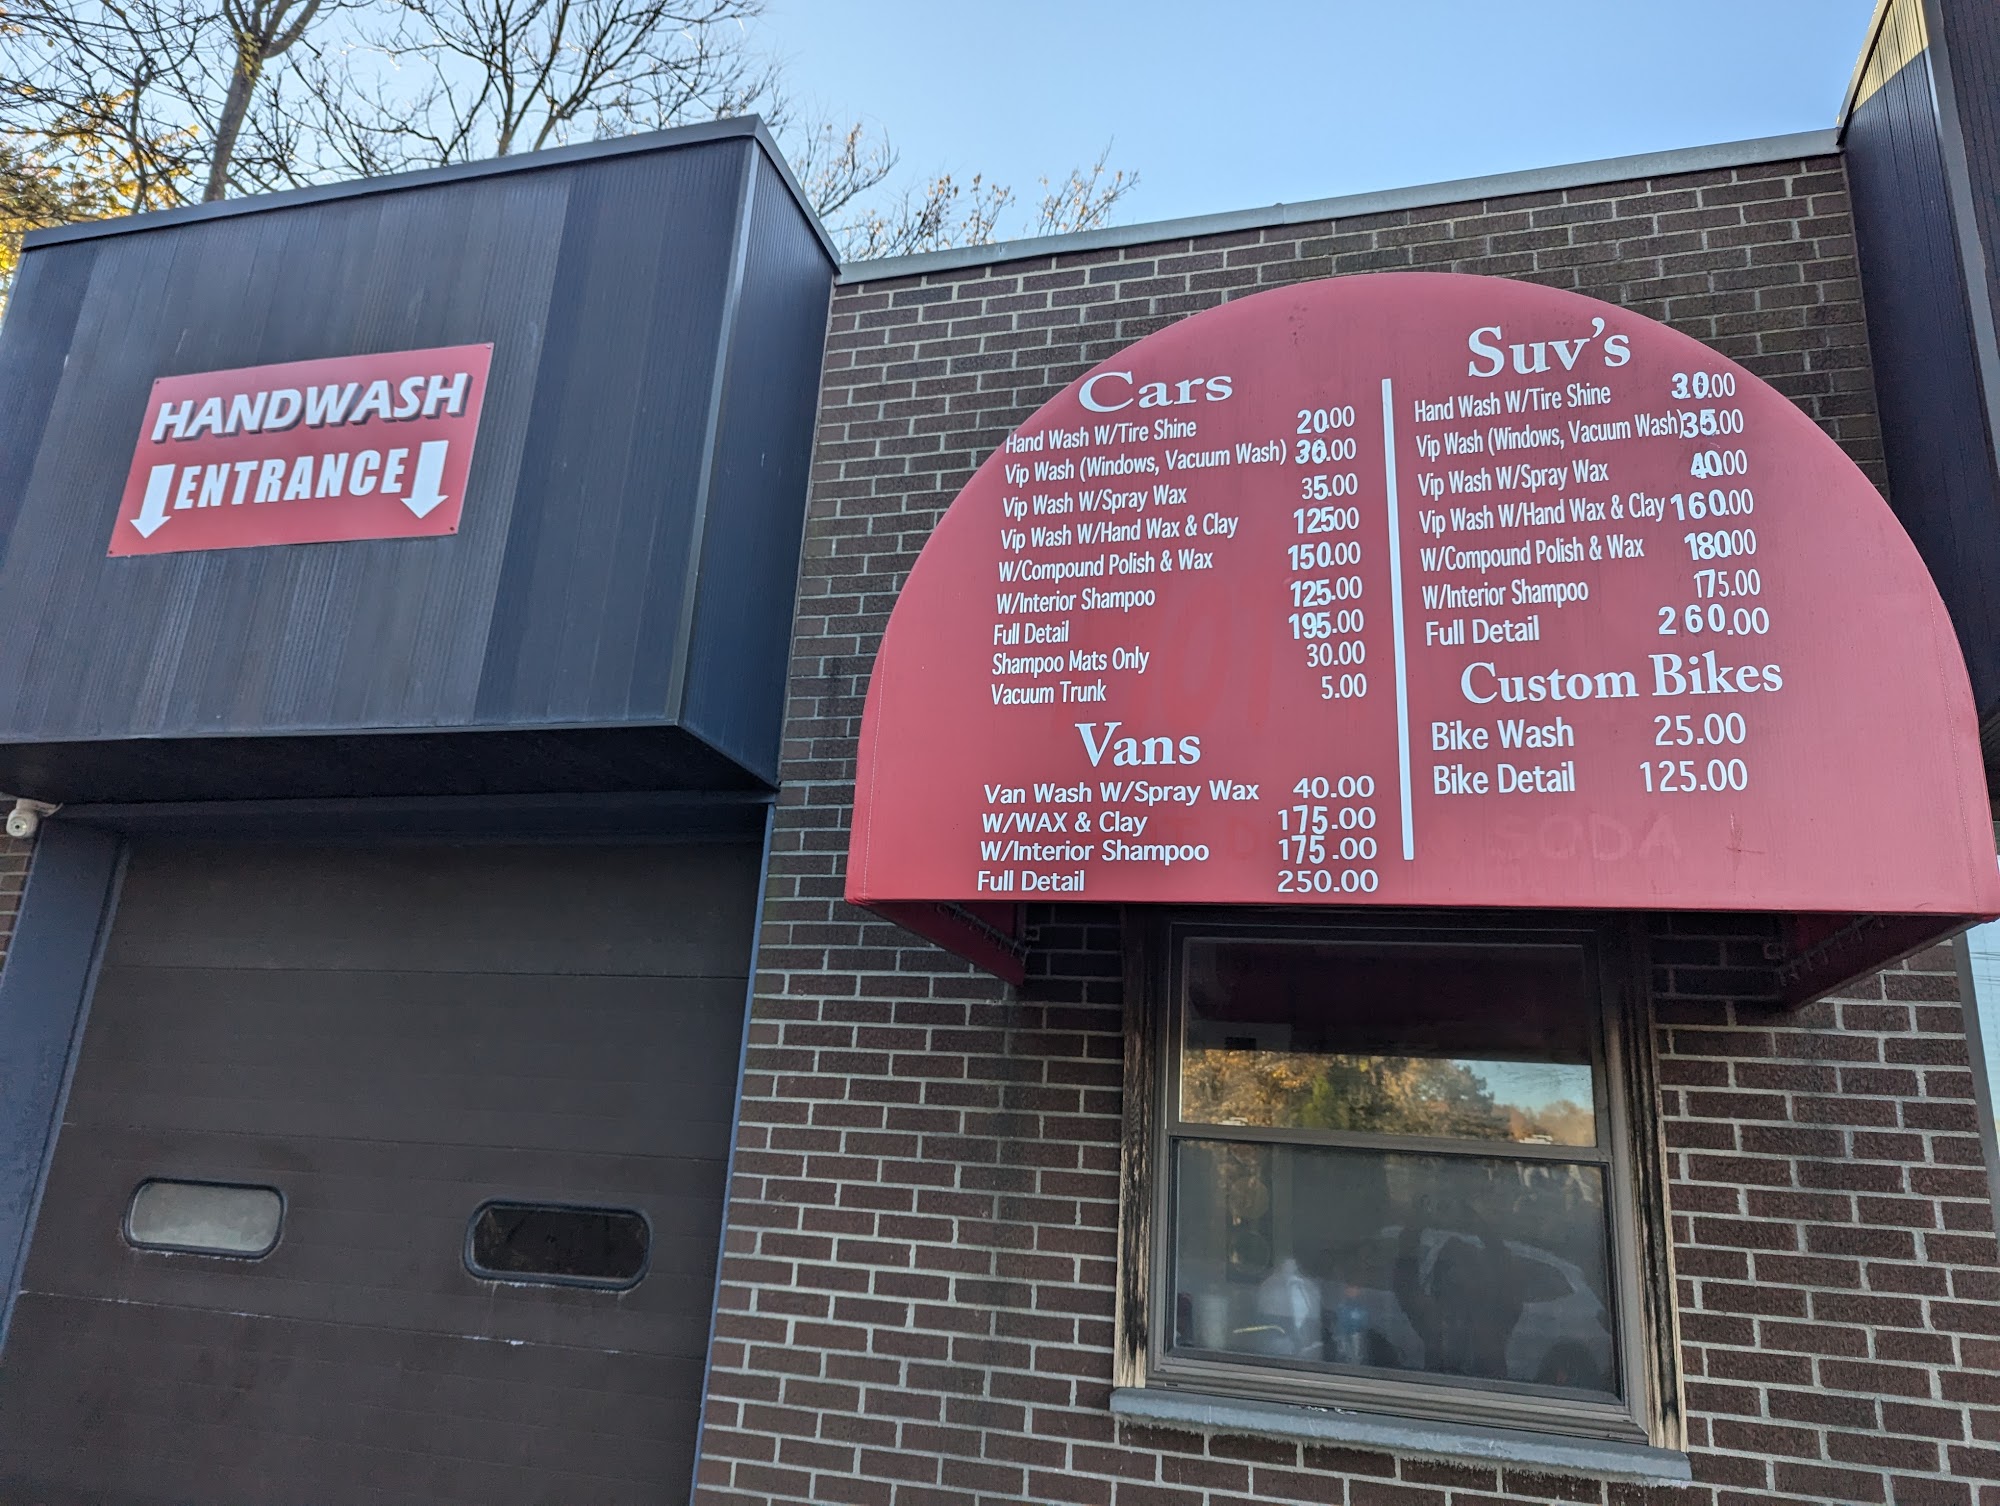 HANDWASH
ENTRANCE
Cars
Hand Wash W/Tire Shine 20.00
Vip Wash (Windows, Vacuum Wash) 30.00
Vip Wash W/Spray Wax 35.00
Vip Wash W/Hand Wax & Clay 125.00
W/Compound Polish & Wax 150.00
W/Interior Shampoo 125.00
Full Detail 195.00
Shampoo Mats Only 30.00
Vacuum Trunk 5.00
Vans
Van Wash W/Spray Wax 40.00
W/WAX & Clay 175.00
W/Interior Shampoo 175.00
Full Detail 250.00
Suv's
Hand Wash W/Tire Shine 30.00
Vip Wash (Windows, Vacuum Wash) 35.00
Vip Wash W/Spray Wax 40.00
Vip Wash W/Hand Wax & Clay 160.00
W/Compound Polish & Wax 180.00
W/Interior Shampoo 175.00
Full Detail 260.00
Custom Bikes
Bike Wash 25.00
Bike Detail 125.00
SODA